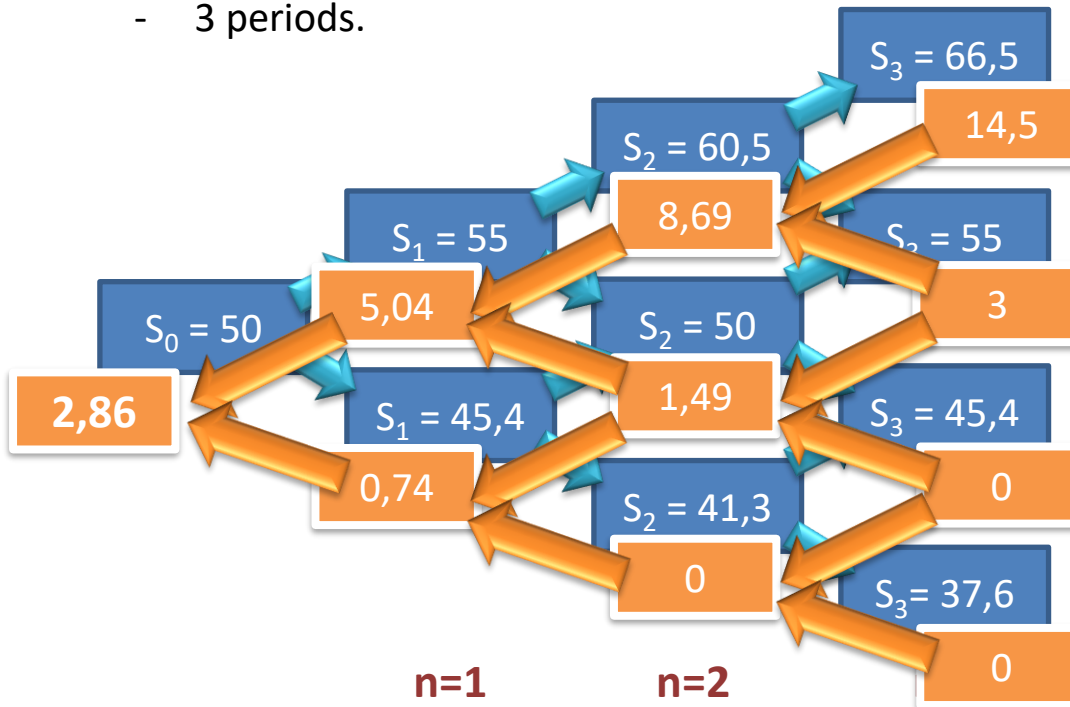 - 3 periods.
S₃ = 66,5
14,5
S₂ = 60,5
8,69
S₁ = 55
S₃ = 55
5,04
3
S₀ = 50
S₂ = 50
2,86
1,49
S₁ = 45,4
S₃ = 45,4
0,74
0
S₂ = 41,3
0
S₃= 37,6
0
n=1 n=2